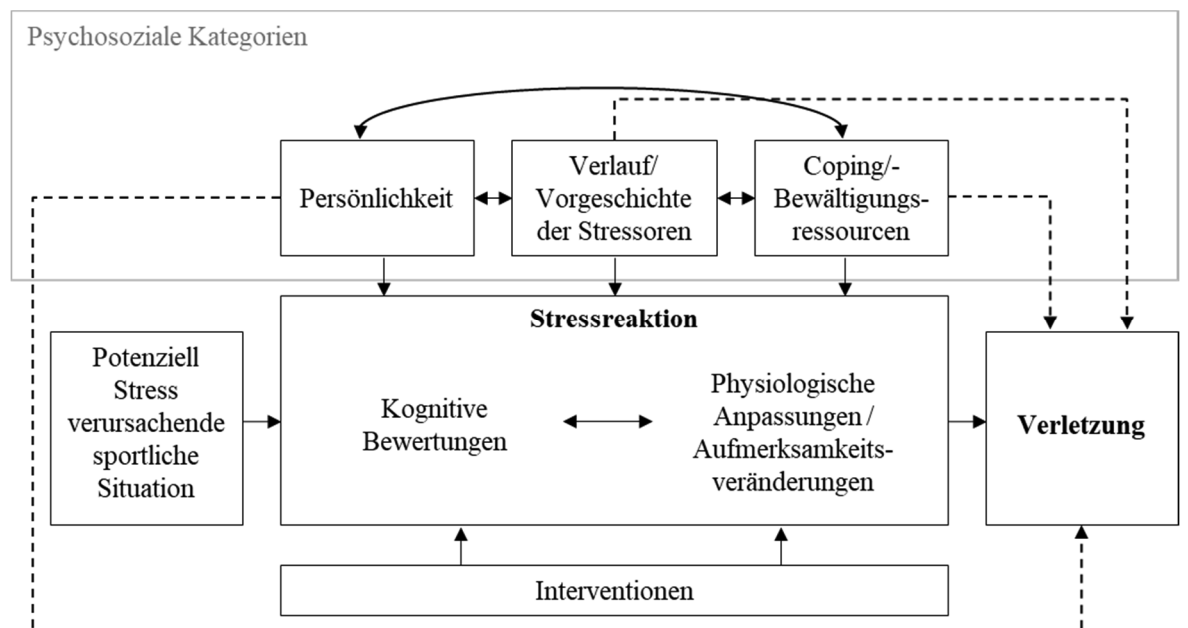 Psychosoziale Kategorien
Persönlichkeit
Verlauf/
Vorgeschichte
der Stressoren
Coping/-
Bewältigungs-
ressourcen
Stressreaktion
Potenziell
Stress
verursachende
sportliche
Situation
Kognitive
Bewertungen
Physiologische
Anpassungen /
Aufmerksamkeits-
veränderungen
Verletzung
Interventionen